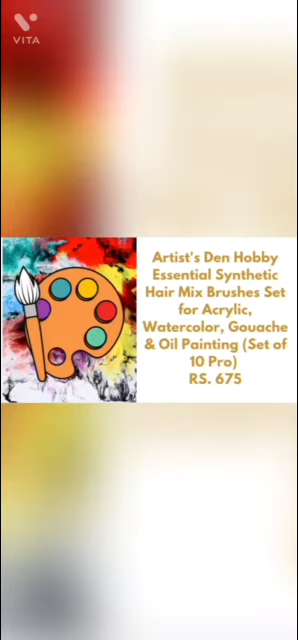 VITA
Artist's Den Hobby
Essential Synthetic
Hair Mix Brushes Set
for Acrylic,
Watercolor, Gouache
& Oil Painting (Set of
10 Pro)
RS. 675